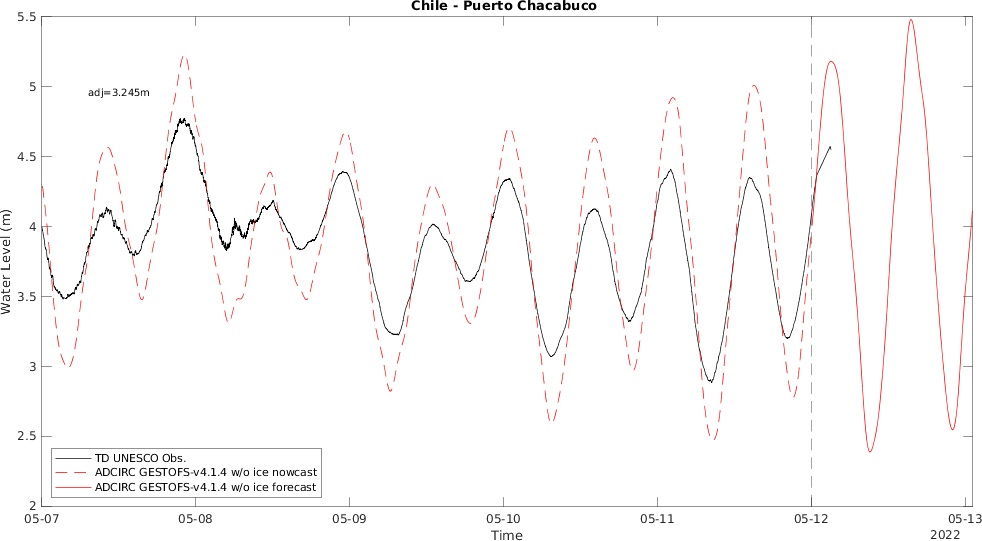 Chile - Puerto Chacabuco
5.5
5
4.5
4
3.5
3
2.5
2
Water Level (m)
adj=3.245m
TD UNESCO Obs.
ADCIRC GESTOFS-v4.1.4 w/o ice nowcast
ADCIRC GESTOFS-v4.1.4 w/o ice forecast
05-07 05-08 05-09 05-10 05-11 05-12 05-13
Time
2022